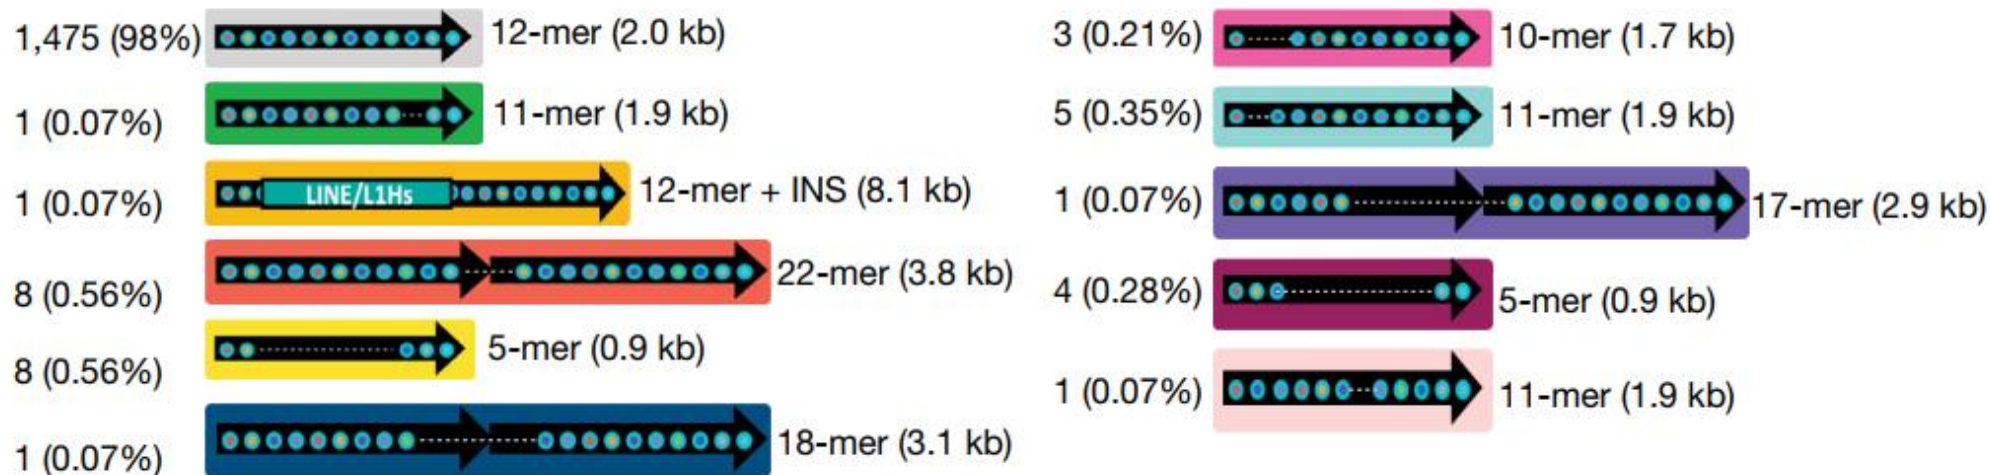 1,475 (98%) 12-mer (2.0 kb)
1 (0.07%) 11-mer (1.9 kb)
1 (0.07%) LINE/L1Hs 12-mer + INS (8.1 kb)
8 (0.56%) 22-mer (3.8 kb)
8 (0.56%) 5-mer (0.9 kb)
1 (0.07%) 18-mer (3.1 kb)
3 (0.21%) 10-mer (1.7 kb)
5 (0.35%) 11-mer (1.9 kb)
1 (0.07%) 17-mer (2.9 kb)
4 (0.28%) 5-mer (0.9 kb)
1 (0.07%) 11-mer (1.9 kb)